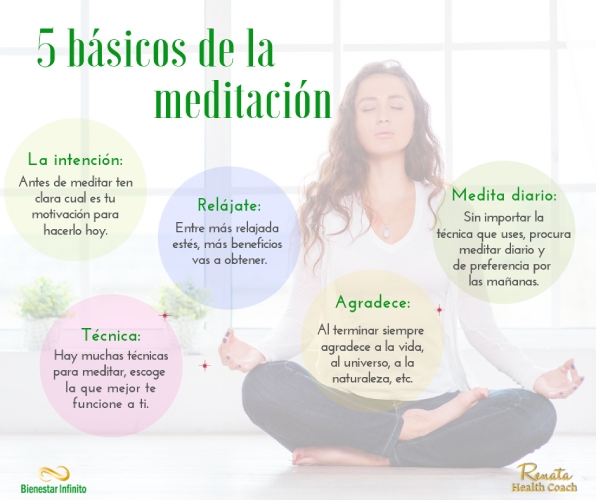 5 básicos de la
meditación
La intención:
Antes de meditar ten
clara cual es tu
motivación para
hacerlo hoy.
Relájate:
Entre más relajada
estés, más beneficios
vas a obtener.
Medita diario:
Sin importar la
técnica que uses, procura
meditar diario y
de preferencia por
las mañanas.
Técnica:
Hay muchas técnicas
para meditar, escoge
la que mejor te
funcione a ti.
Agradece:
Al terminar siempre
agradece a la vida,
al universo, a la
naturaleza, etc.
Bienestar Infinito
Renata
Health Coach